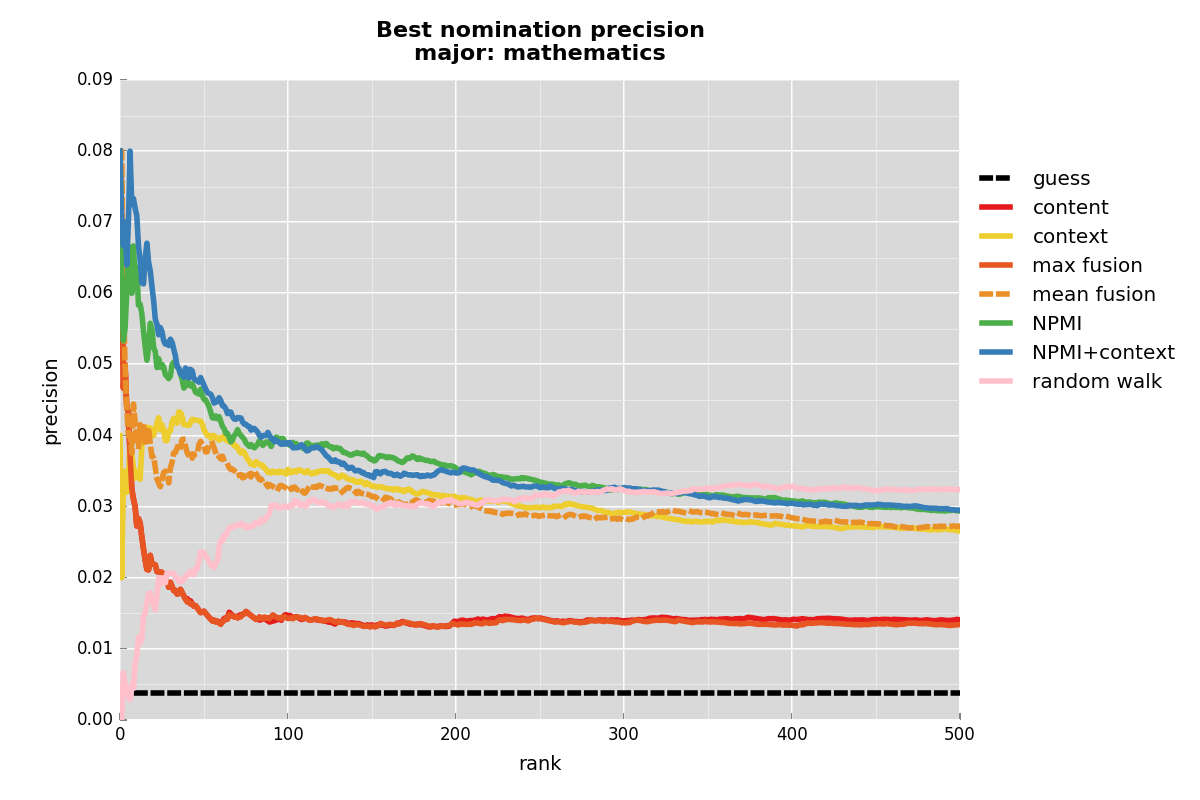 Best nomination precision
major: mathematics
precision
0.09
0.08
0.07
0.06
0.05
0.04
0.03
0.02
0.01
0.00
0 100 200 300 400 500
rank
guess
content
context
max fusion
mean fusion
NPMI
NPMI+context
random walk